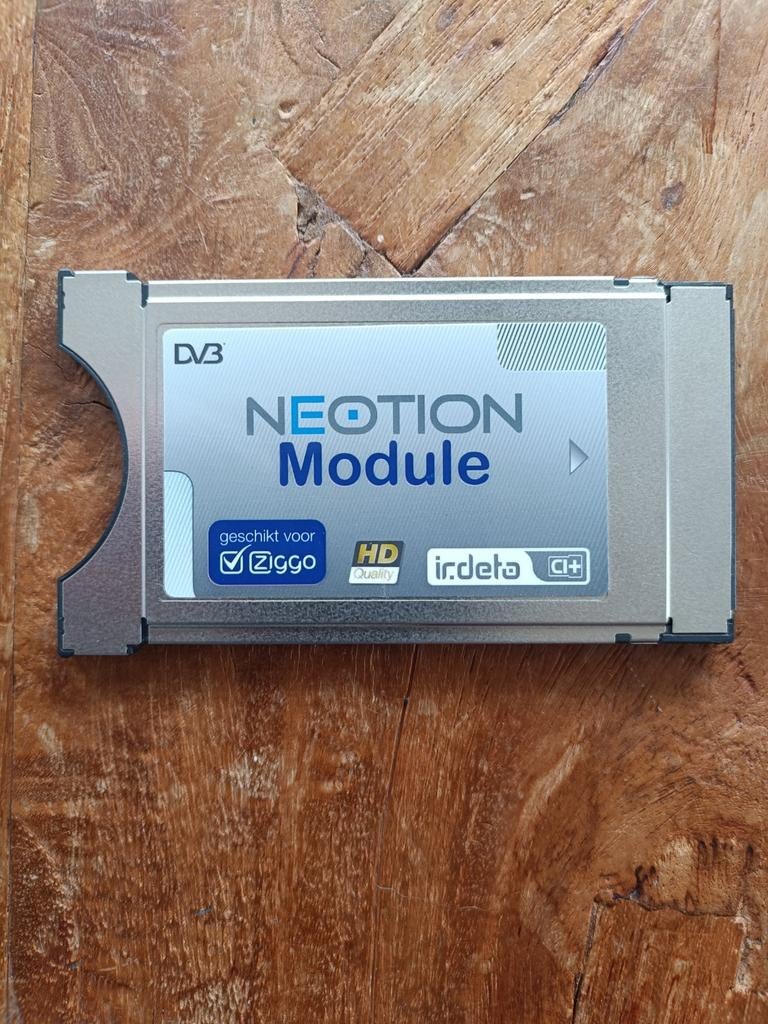 DVB
NEOTION
Module
geschikt voor
ziggo
HD
Quality
irdeto
CI+